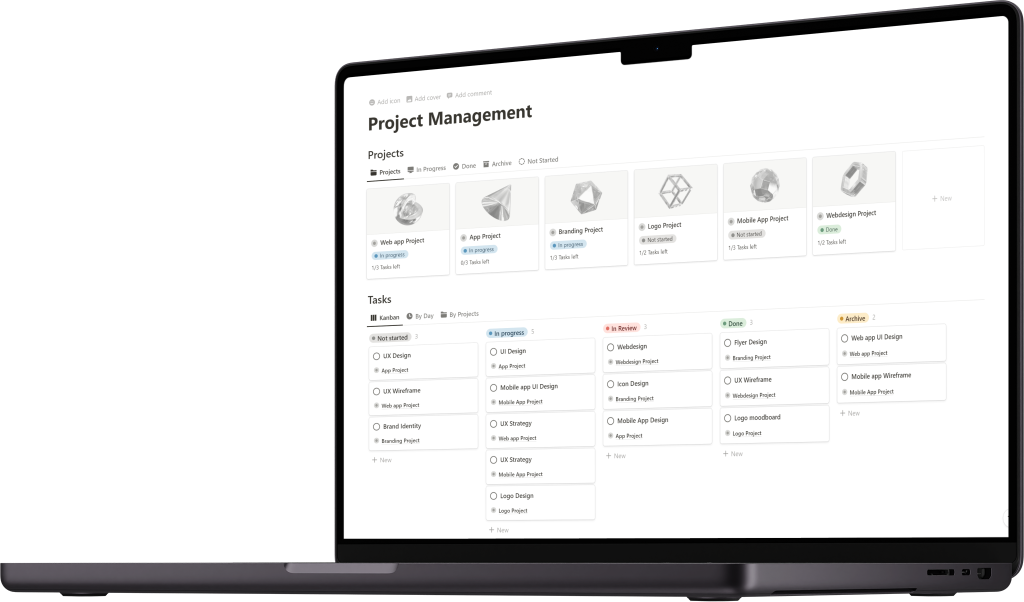 Add icon Add cover Add comment
Project Management
Projects
Projects In Progress Done Archive Not Started
Web app Project
In progress
1/3 Tasks left
App Project
In progress
0/3 Tasks left
Branding Project
In progress
1/3 Tasks left
Logo Project
Not started
1/2 Tasks left
Mobile App Project
Not started
1/3 Tasks left
Webdesign Project
Done
1/2 Tasks left
+ New
Tasks
Kanban By Day By Projects
Not started 3
UX Design
App Project
UX Wireframe
Web app Project
Brand Identity
Branding Project
+ New
In progress 5
UI Design
App Project
Mobile app UI Design
Mobile App Project
UX Strategy
Web app Project
UX Strategy
Mobile App Project
Logo Design
Logo Project
+ New
In Review 3
Webdesign
Webdesign Project
Icon Design
Branding Project
Mobile App Design
App Project
+ New
Done 3
Flyer Design
Branding Project
UX Wireframe
Webdesign Project
Logo moodboard
Logo Project
+ New
Archive 2
Web app UI Design
Web app Project
Mobile app Wireframe
Mobile App Project
+ New